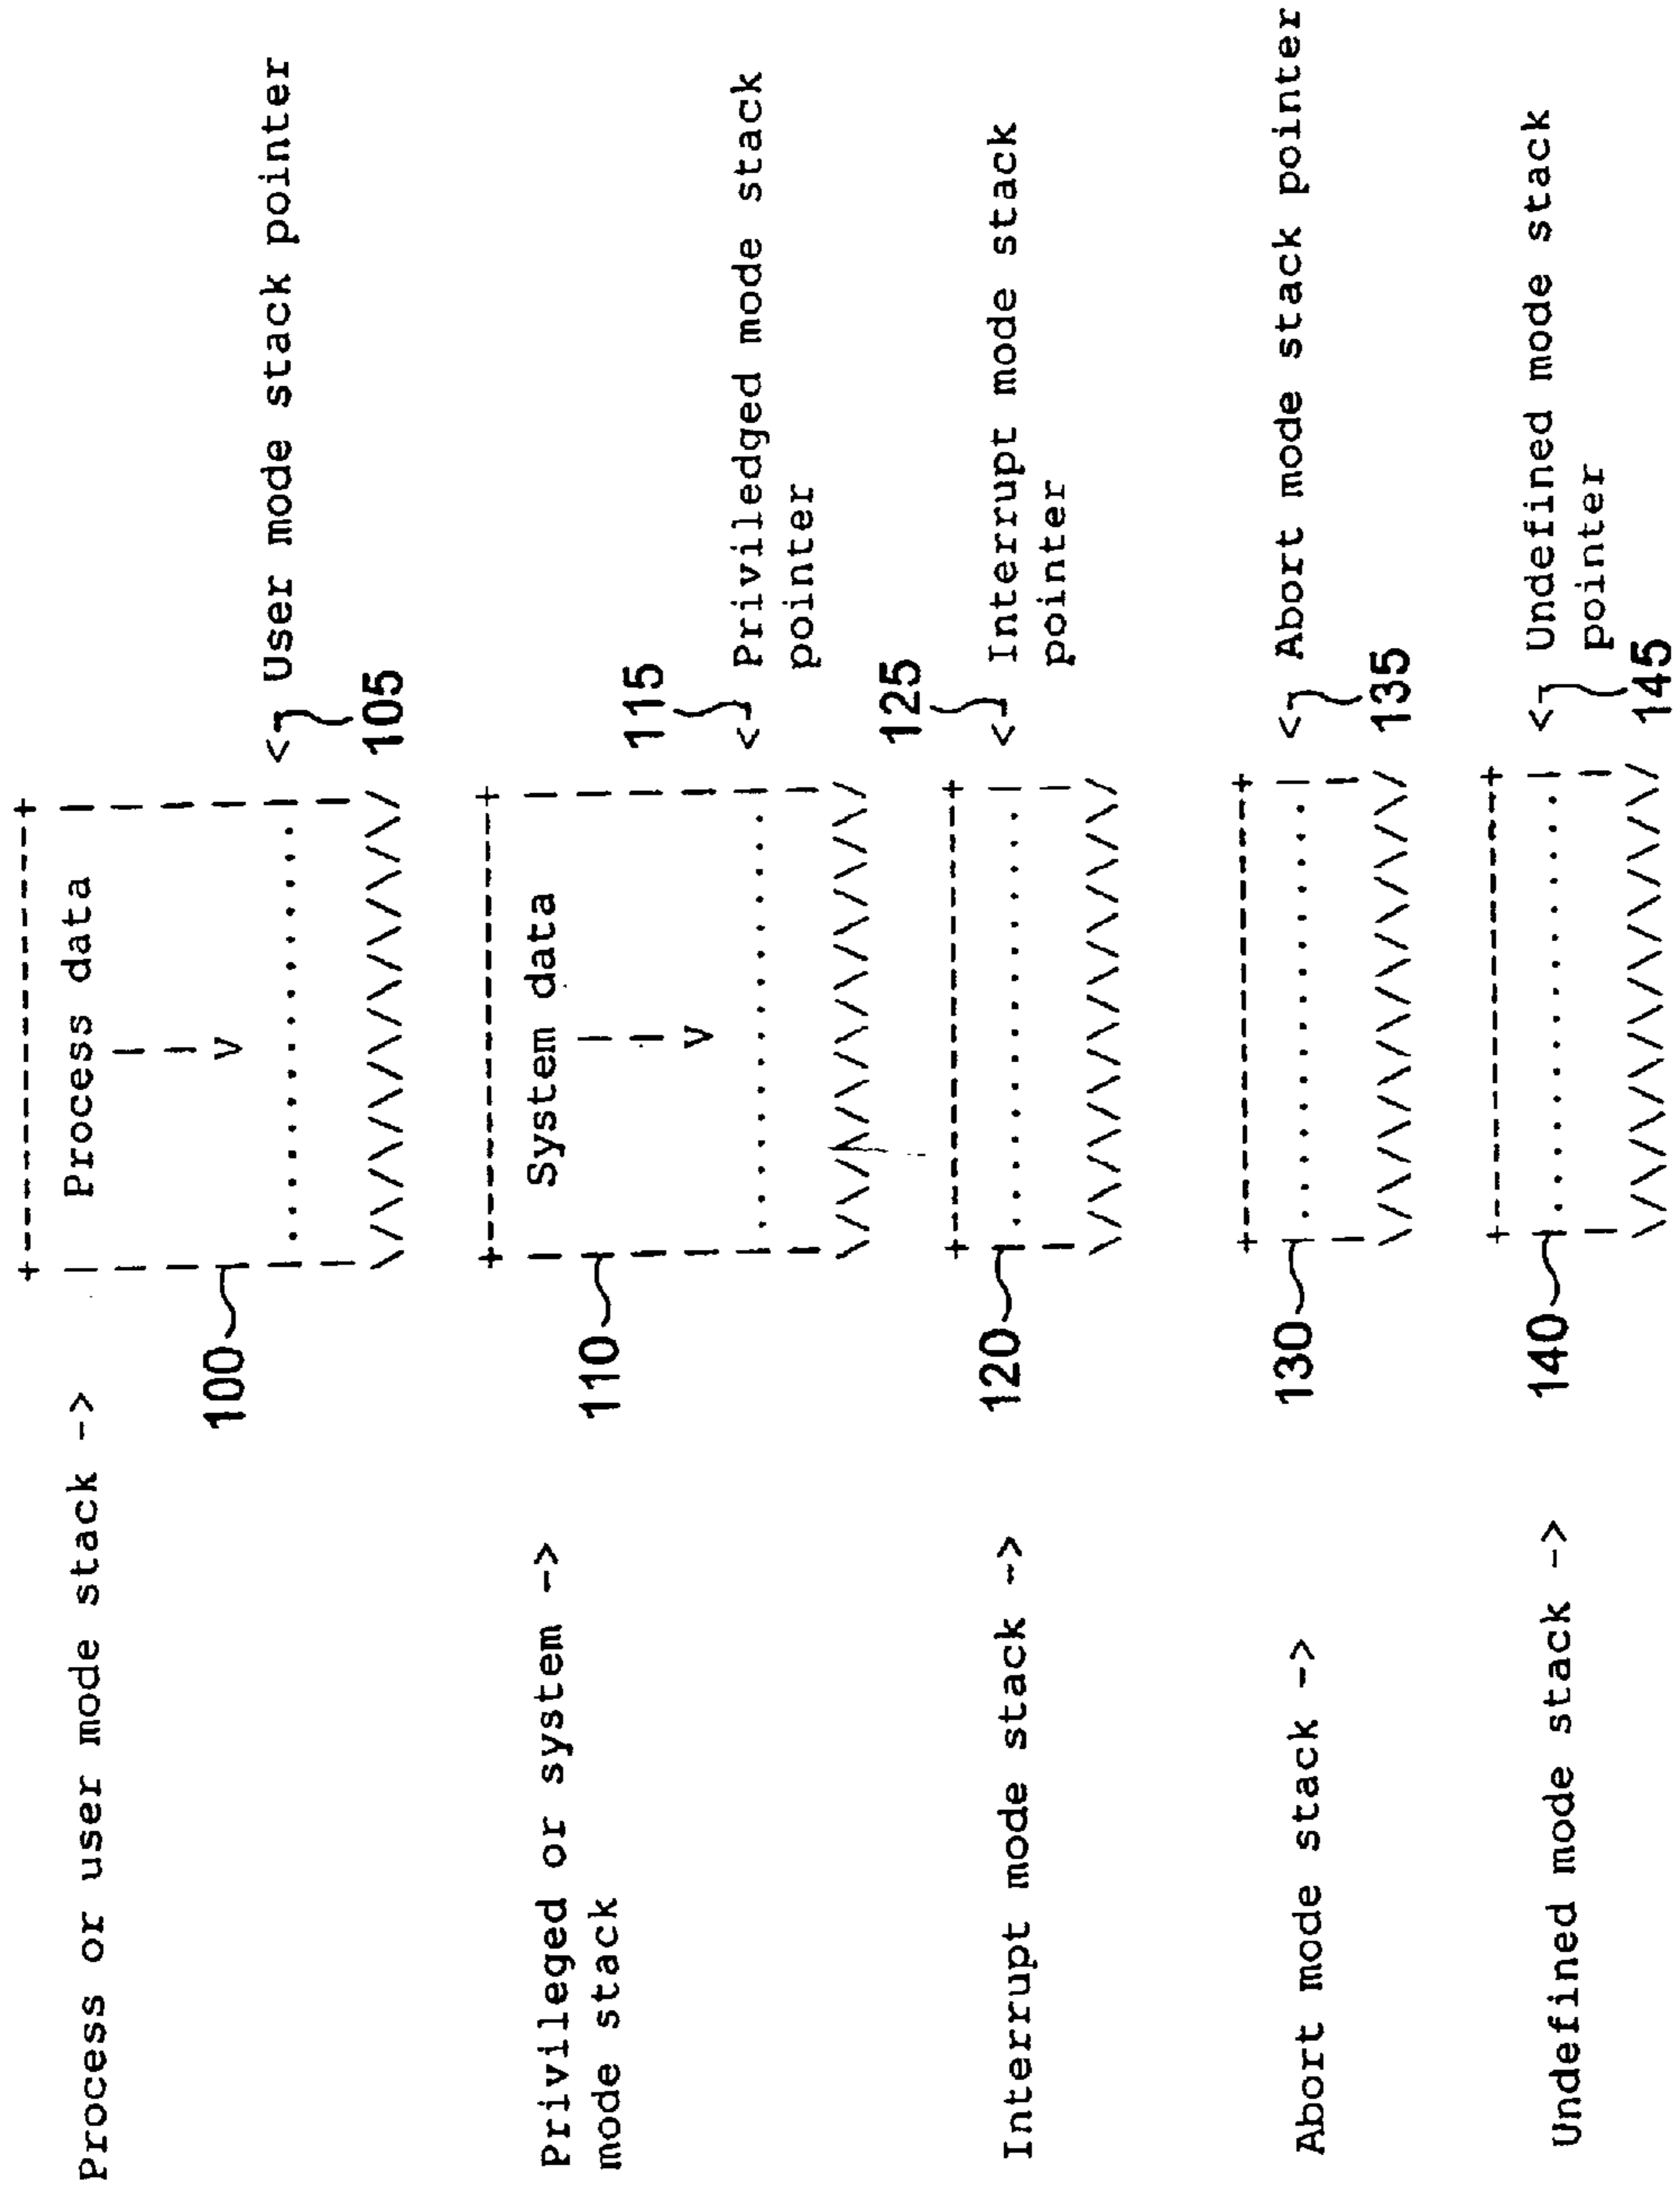 +-----------------+
Process or user mode stack -> | Process data |
| | |
| | |
100 | v |
|.................| <- User mode stack pointer
| | 105
\/\/\/\/\/\/\/\/\/
+-----------------+
Privileged or system -> | System data | 115
mode stack | | |
110 | | |
| v |
|.................| <- Priviledged mode stack
| | pointer
\/\/\/\/\/\/\/\/\/
125
+-----------------+
Interrupt mode stack -> 120 |.................| <- Interrupt mode stack
| | pointer
\/\/\/\/\/\/\/\/\/
+-----------------+
Abort mode stack -> 130 |.................| <- Abort mode stack pointer
| | 135
\/\/\/\/\/\/\/\/\/
+-----------------+
Undefined mode stack -> 140 |.................| <- Undefined mode stack
| | pointer
\/\/\/\/\/\/\/\/\/ 145